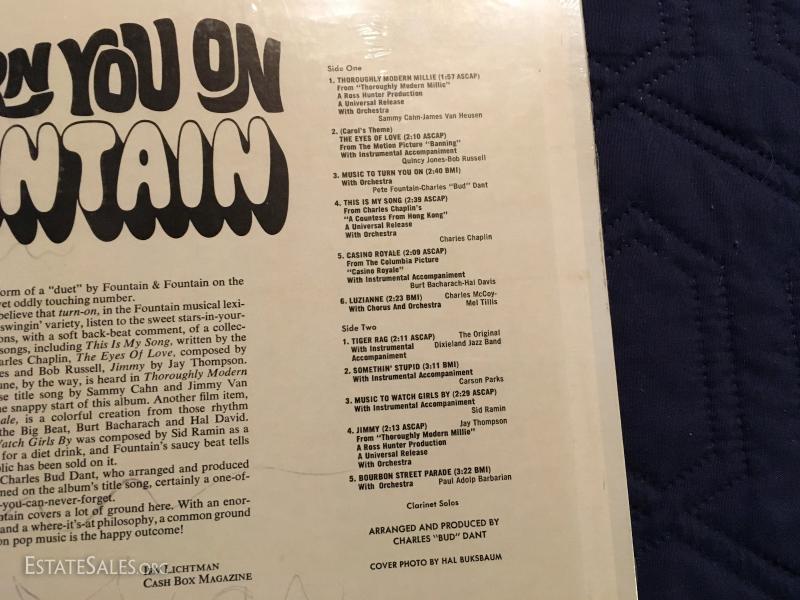 RN YOU ON
NTAIN
orm of a "duet" by Fountain & Fountain on the
yet oddly touching number.
believe that turn-on, in the Fountain musical lexi-
swingin' variety, listen to the sweet stars-in-your-
ons, with a soft back-beat comment, of a collec-
songs, including This Is My Song, written by the
arles Chaplin, The Eyes Of Love, composed by
es and Bob Russell, Jimmy by Jay Thompson.
une, by the way, is heard in Thoroughly Modern
se title song by Sammy Cahn and Jimmy Van
e snappy start of this album. Another film item,
ale, is a colorful creation from those rhythm
the Big Beat, Burt Bacharach and Hal David.
Watch Girls By was composed by Sid Ramin as a
for a diet drink, and Fountain's saucy beat tells
blic has been sold on it.
Charles Bud Dant, who arranged and produced
med on the album's title song, certainly a one-of-
-you-can-never-forget.
ntain covers a lot of ground here. With an enor-
and a where-it's-at philosophy, a common ground
on pop music is the happy outcome!
LICHTMAN
CASH BOX MAGAZINE
Side One
1. THOROUGHLY MODERN MILLIE (1:57 ASCAP)
From "Thoroughly Modern Millie"
A Ross Hunter Production
A Universal Release
With Orchestra
Sammy Cahn-James Van Heusen
2. (Carol's Theme)
THE EYES OF LOVE (2:10 ASCAP)
From The Motion Picture "Banning"
With Instrumental Accompaniment
Quincy Jones-Bob Russell
3. MUSIC TO TURN YOU ON (2:40 BMI)
With Orchestra
Pete Fountain-Charles "Bud" Dant
4. THIS IS MY SONG (2:39 ASCAP)
From Charles Chaplin's
"A Countess From Hong Kong"
A Universal Release
With Orchestra
Charles Chaplin
5. CASINO ROYALE (2:09 ASCAP)
From The Columbia Picture
"Casino Royale"
With Instrumental Accompaniment
Burt Bacharach-Hal Davis
6. LUZIANNE (2:23 BMI) Charles McCoy-
With Chorus And Orchestra Mel Tillis
Side Two
1. TIGER RAG (2:11 ASCAP) The Original
With Instrumental Dixieland Jazz Band
Accompaniment
2. SOMETHIN' STUPID (3:11 BMI)
With Instrumental Accompaniment
Carson Parks
3. MUSIC TO WATCH GIRLS BY (2:29 ASCAP)
With Instrumental Accompaniment
Sid Ramin
4. JIMMY (2:13 ASCAP) Jay Thompson
From "Thoroughly Modern Millie"
A Ross Hunter Production
A Universal Release
With Orchestra
5. BOURBON STREET PARADE (3:22 BMI)
With Orchestra Paul Adolp Barbarian
Clarinet Solos
ARRANGED AND PRODUCED BY
CHARLES "BUD" DANT
COVER PHOTO BY HAL BUKSBAUM
ESTATESALES.ORG